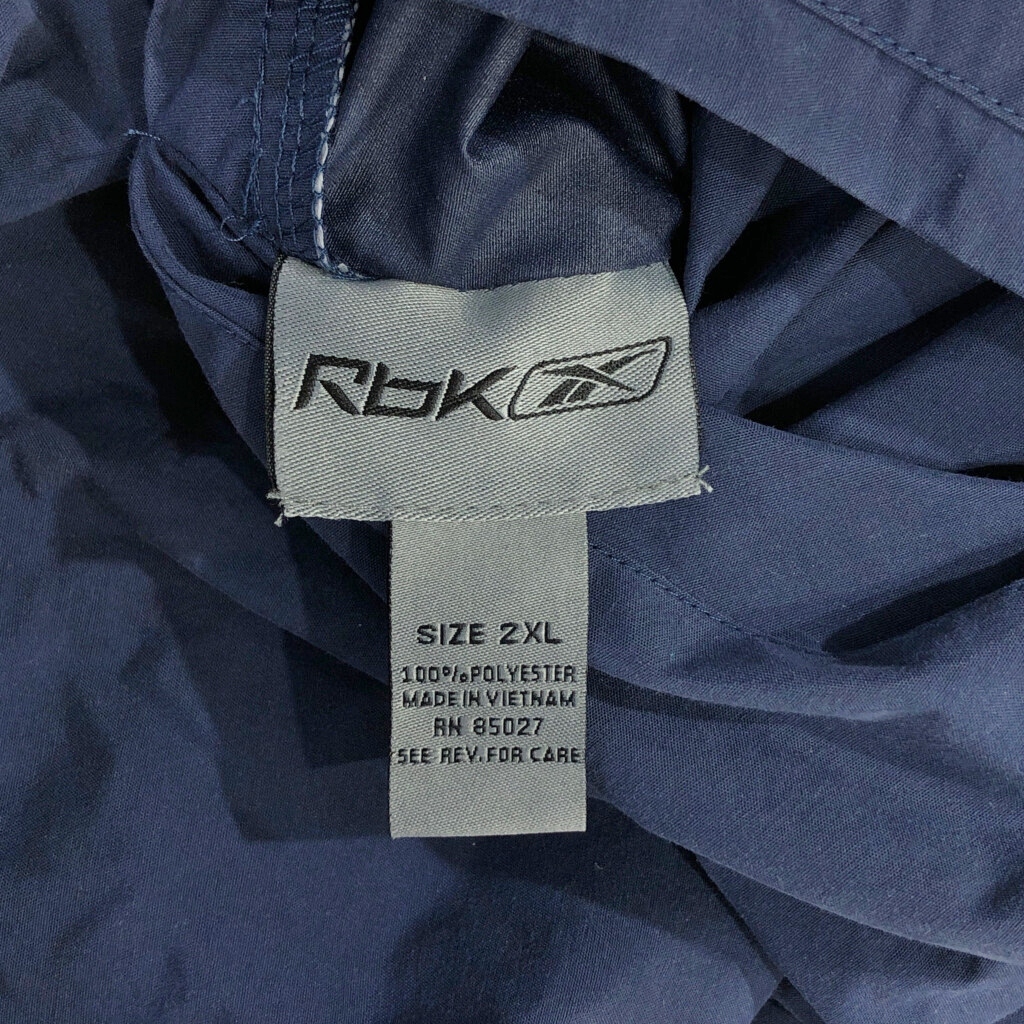 Rbk
SIZE 2XL
100% POLYESTER
MADE IN VIETNAM
RN 85027
SEE REV. FOR CARE